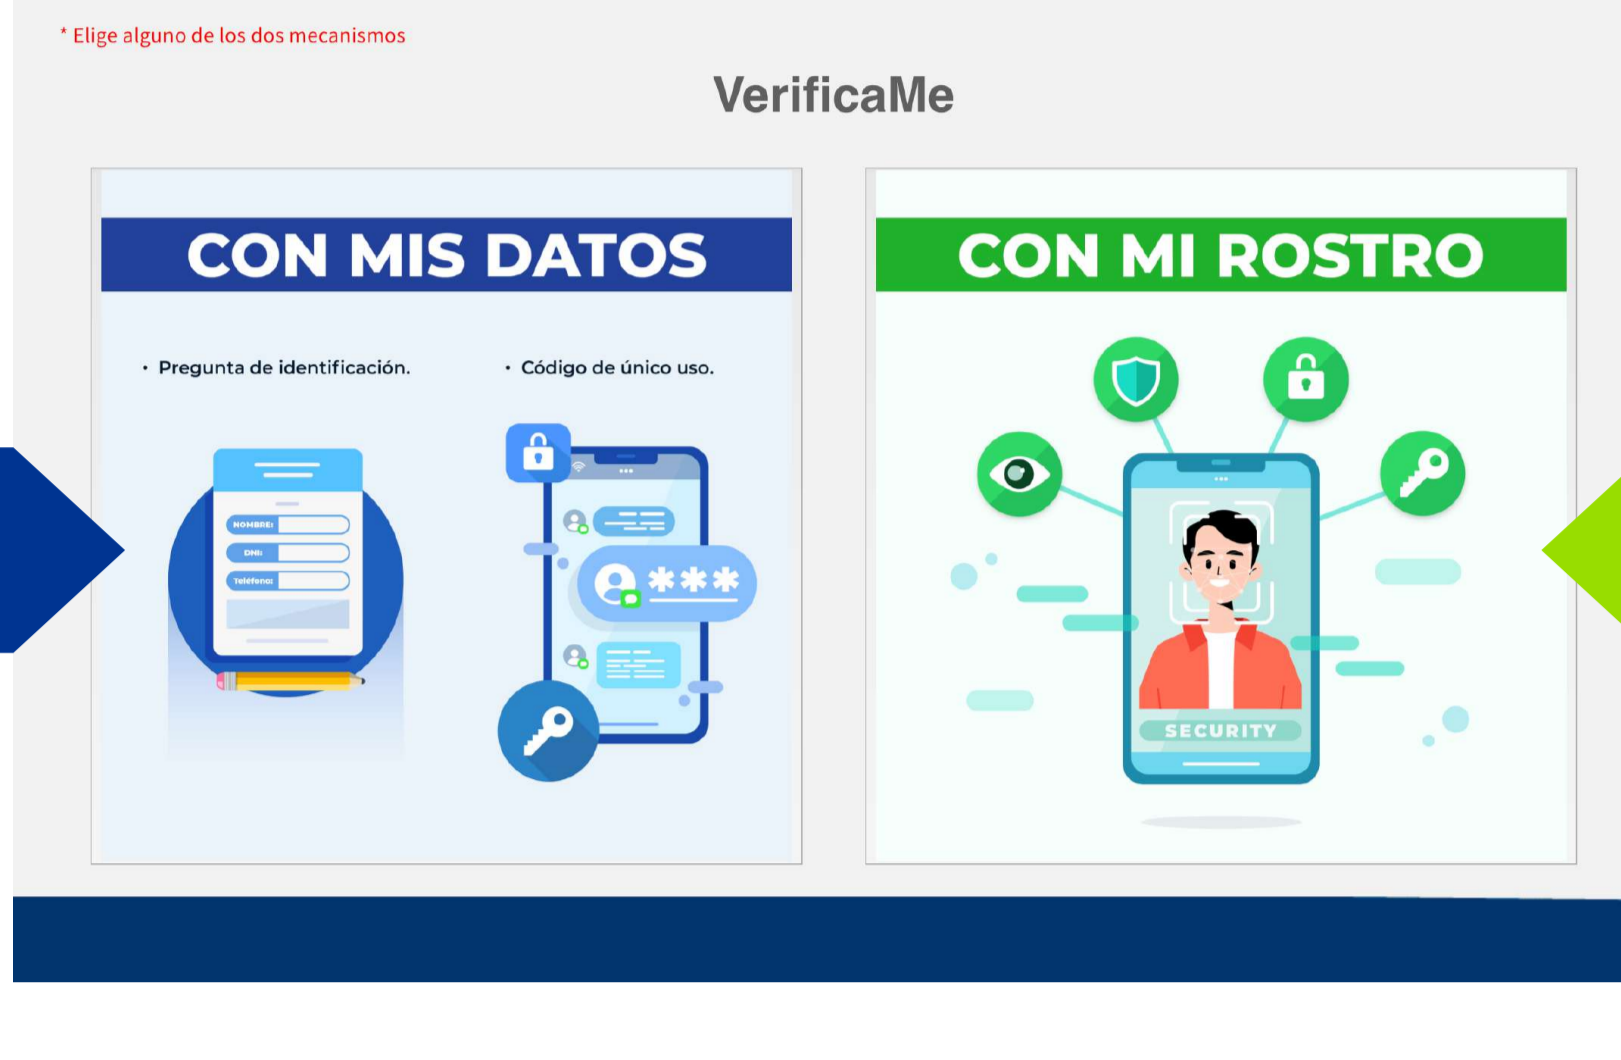 * Elige alguno de los dos mecanismos
VerificaMe
CON MIS DATOS
• Pregunta de identificación.
• Código de único uso.
NOMBRE:
DNI:
Teléfono:
***
CON MI ROSTRO
SECURITY